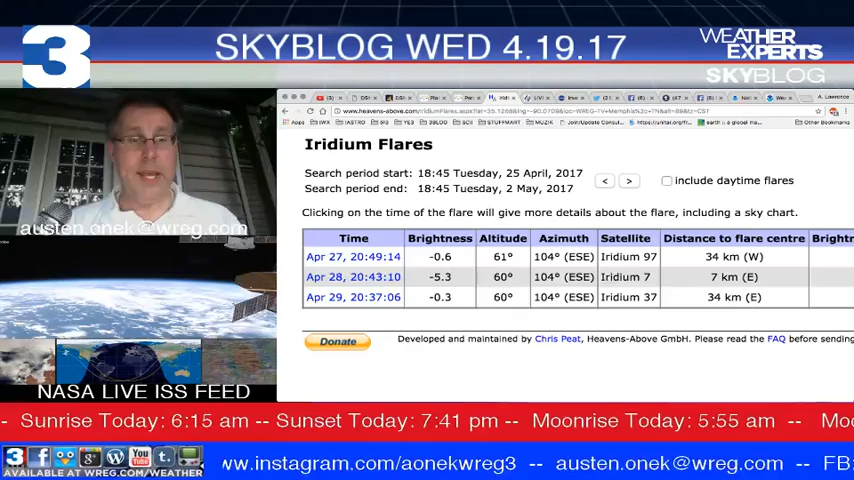 3
SKYBLOG WED 4.19.17
WEATHER
EXPERTS
SKYBLOG
Iridium Flares
Search period start: 18:45 Tuesday, 25 April, 2017
Search period end: 18:45 Tuesday, 2 May, 2017
< > include daytime flares
Clicking on the time of the flare will give more details about the flare, including a sky chart.
Time Brightness Altitude Azimuth Satellite Distance to flare centre Brightn
Apr 27, 20:49:14 -0.6 61° 104° (ESE) Iridium 97 34 km (W)
Apr 28, 20:43:10 -5.3 60° 104° (ESE) Iridium 7 7 km (E)
Apr 29, 20:37:06 -0.3 60° 104° (ESE) Iridium 37 34 km (E)
Donate
Developed and maintained by Chris Peat, Heavens-Above GmbH. Please read the FAQ before sending
austen.onek@wreg.com
NASA LIVE ISS FEED
-- Sunrise Today: 6:15 am -- Sunset Today: 7:41 pm -- Moonrise Today: 5:55 am -- Moo
3 f g+ You Tube t.
AVAILABLE AT WREG.COM/WEATHER
ww.instagram.com/aonekwreg3 -- austen.onek@wreg.com -- FB: